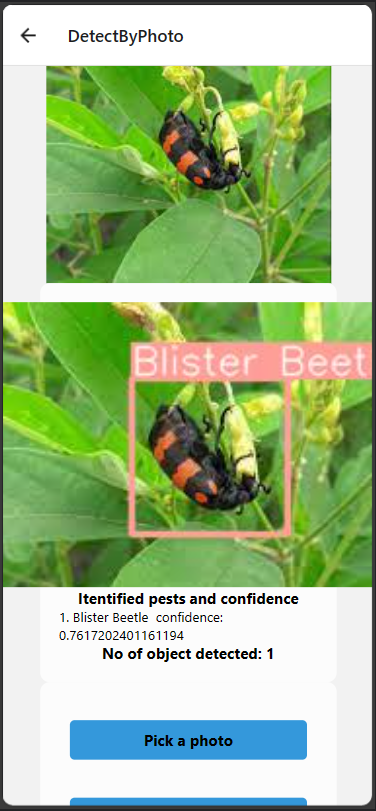 DetectByPhoto
Blister Beet
Itentified pests and confidence
1. Blister Beetle confidence:
0.7617202401161194
No of object detected: 1
Pick a photo